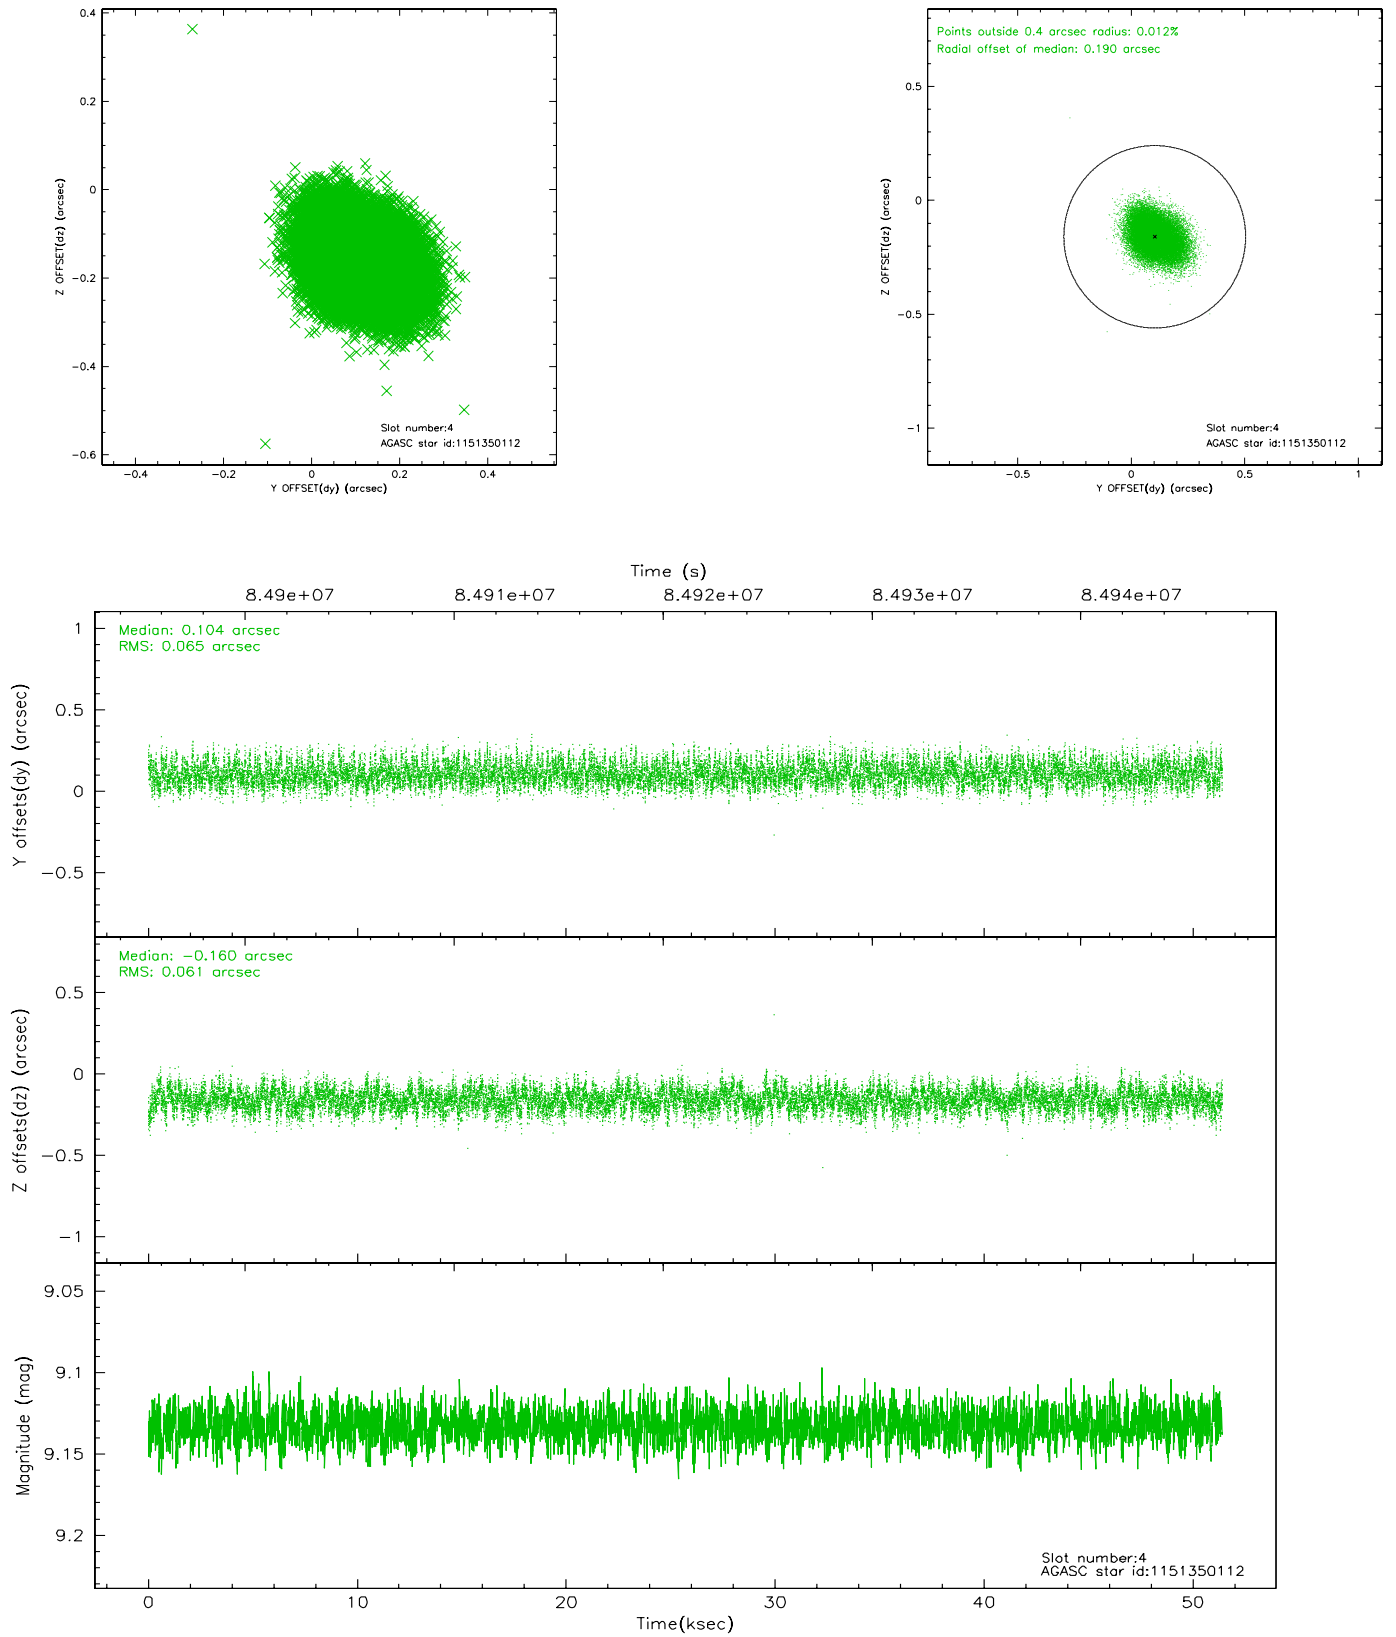 0.4
0.2
0
−0.2
−0.4
−0.6
Z OFFSET(dz) (arcsec)
Slot number:4
AGASC star id:1151350112
−0.4
−0.2
0
0.2
0.4
Y OFFSET(dy) (arcsec)
Points outside 0.4 arcsec radius: 0.012%
Radial offset of median: 0.190 arcsec
0.5
0
−0.5
−1
Z OFFSET(dz) (arcsec)
Slot number:4
AGASC star id:1151350112
−0.5
0
0.5
1
Y OFFSET(dy) (arcsec)
Time (s)
8.49e+07
8.491e+07
8.492e+07
8.493e+07
8.494e+07
Median: 0.104 arcsec
RMS: 0.065 arcsec
1
0.5
0
−0.5
Y offsets(dy) (arcsec)
Median: −0.160 arcsec
RMS: 0.061 arcsec
0.5
0
−0.5
−1
Z offsets(dz) (arcsec)
9.05
9.1
9.15
9.2
Magnitude (mag)
Slot number:4
AGASC star id:1151350112
0
10
20
30
40
50
Time(ksec)